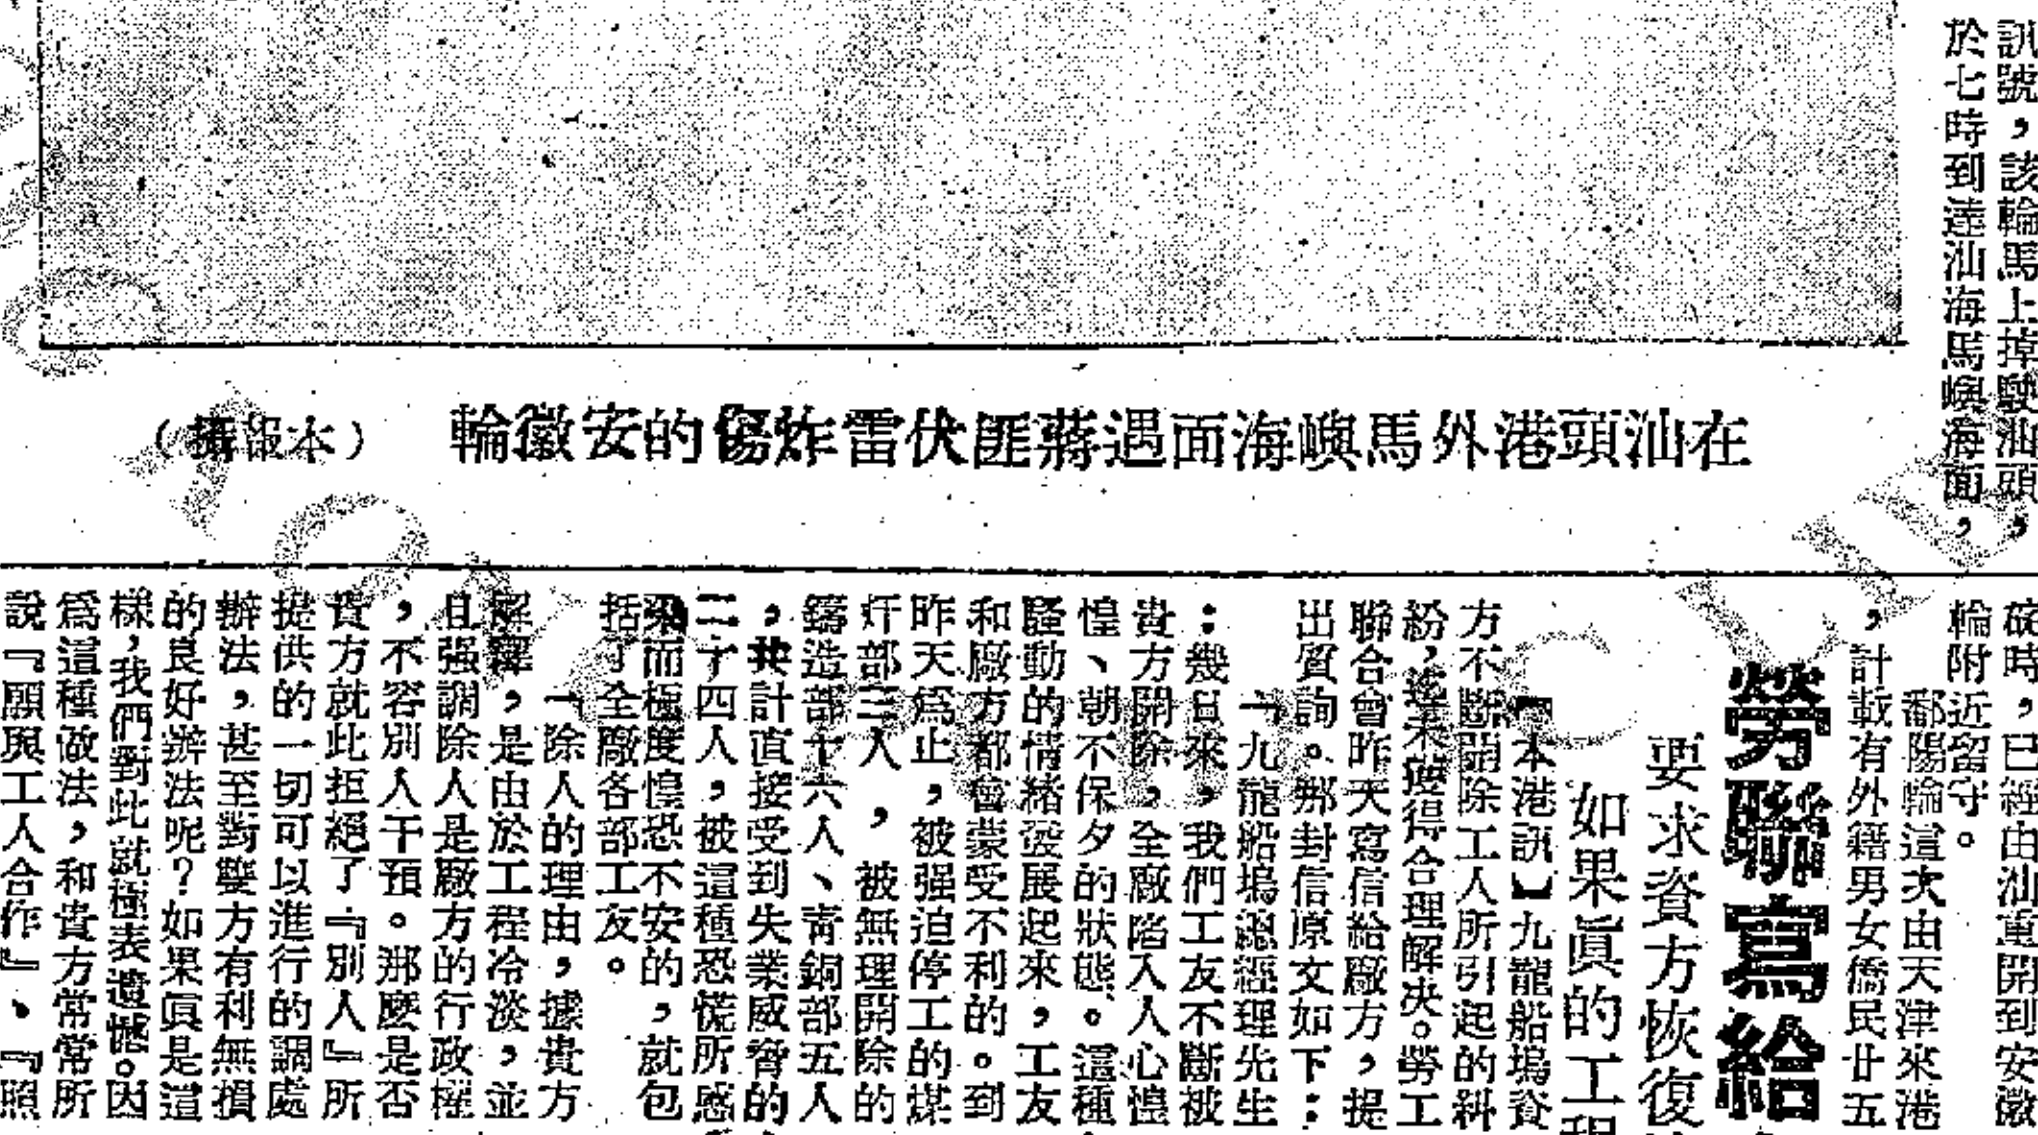 訊號，該輪馬上掉駛汕頭，
於七時到達汕海馬嶼海面，
在汕頭港外馬嶼海面遇蔣匪伏雷炸傷的安徽輪 （本報攝）
碇時，已經由汕重開到安徽
輪附近留守。
鄱陽輪這次由天津來港
，計載有外籍男女僑民廿五
勞聯寫給
要求資方恢復
如果眞的工程
【本港訊】九龍船塢資
方不斷開除工人所引起的糾
紛，迄未獲得合理解決。勞工
聯合會昨天寫信給廠方，提
出質詢。那封信原文如下：
「九龍船塢總經理先生
：幾日來，我們工友不斷被
貴方開除，全廠陷入人心惶
惶、朝不保夕的狀態。這種
騷動的情緒發展起來，工友
和廠方都會蒙受不利的。到
昨天爲止，被强迫停工的煤
炉部三人，被無理開除的
鑄造部十六人、青銅部五人
，共計直接受到失業威脅的
二十四人，被這種恐慌所感
染而極度惶恐不安的，就包
括了全廠各部工友。
「除人的理由，據貴方
解釋，是由於工程冷淡，並
且强調除人是廠方的行政權
，不容別人干預。那麼是否
貴方就此拒絕了『別人』所
提供的一切可以進行的調處
辦法，甚至對雙方有利無損
的良好辦法呢？如果眞是這
樣，我們對此就極表遺憾。因
爲這種做法，和貴方常常所
說『願與工人合作』、『照